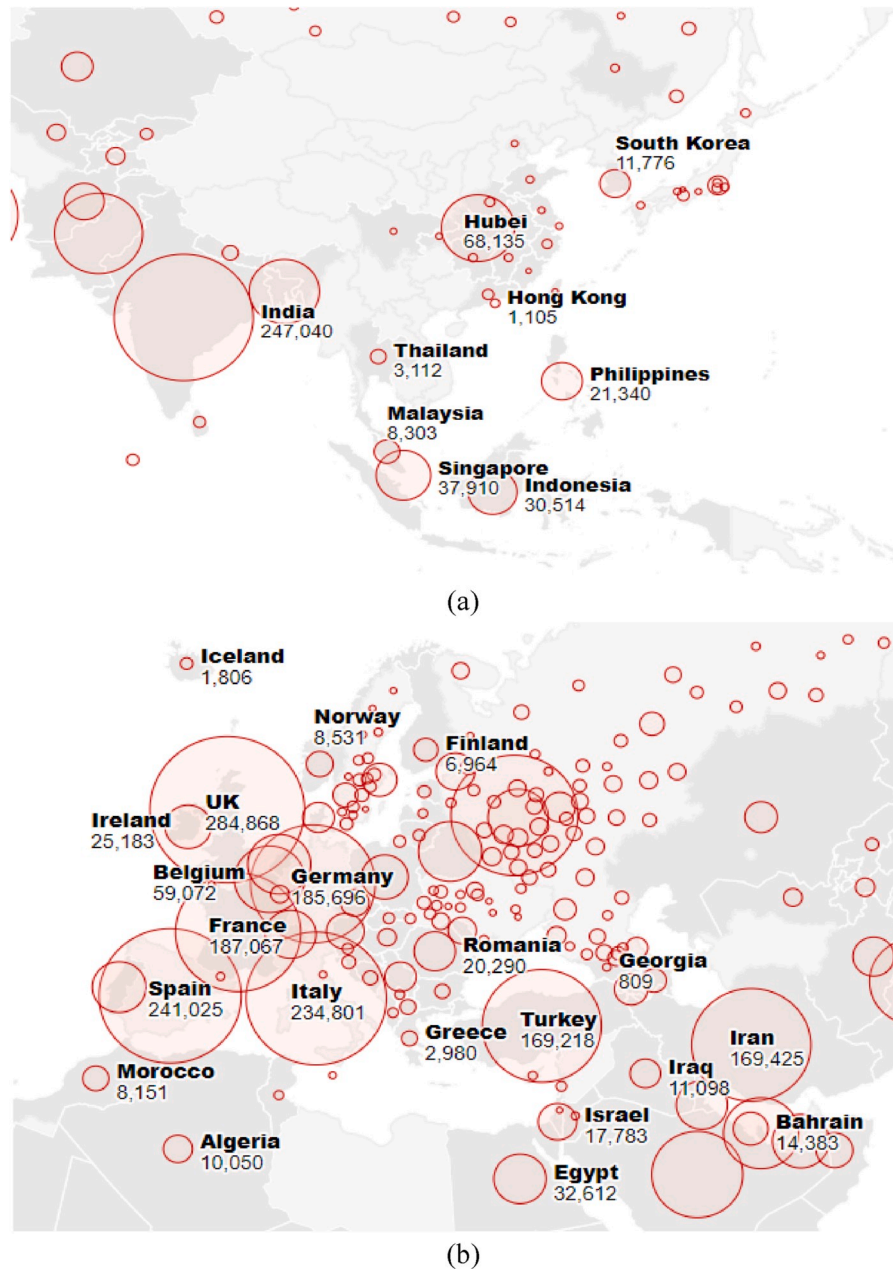 South Korea
11,776
Hubei
68,135
Hong Kong
1,105
India
247,040
Thailand
3,112
Philippines
21,340
Malaysia
8,303
Singapore
37,910
Indonesia
30,514
(a)
Iceland
1,806
Norway
8,531
Finland
6,964
UK
284,868
Ireland
25,183
Belgium
59,072
Germany
185,696
France
187,067
Romania
20,290
Georgia
809
Spain
241,025
Italy
234,801
Turkey
169,218
Iran
169,425
Greece
2,980
Iraq
11,098
Morocco
8,151
Israel
17,783
Bahrain
14,383
Algeria
10,050
Egypt
32,612
(b)